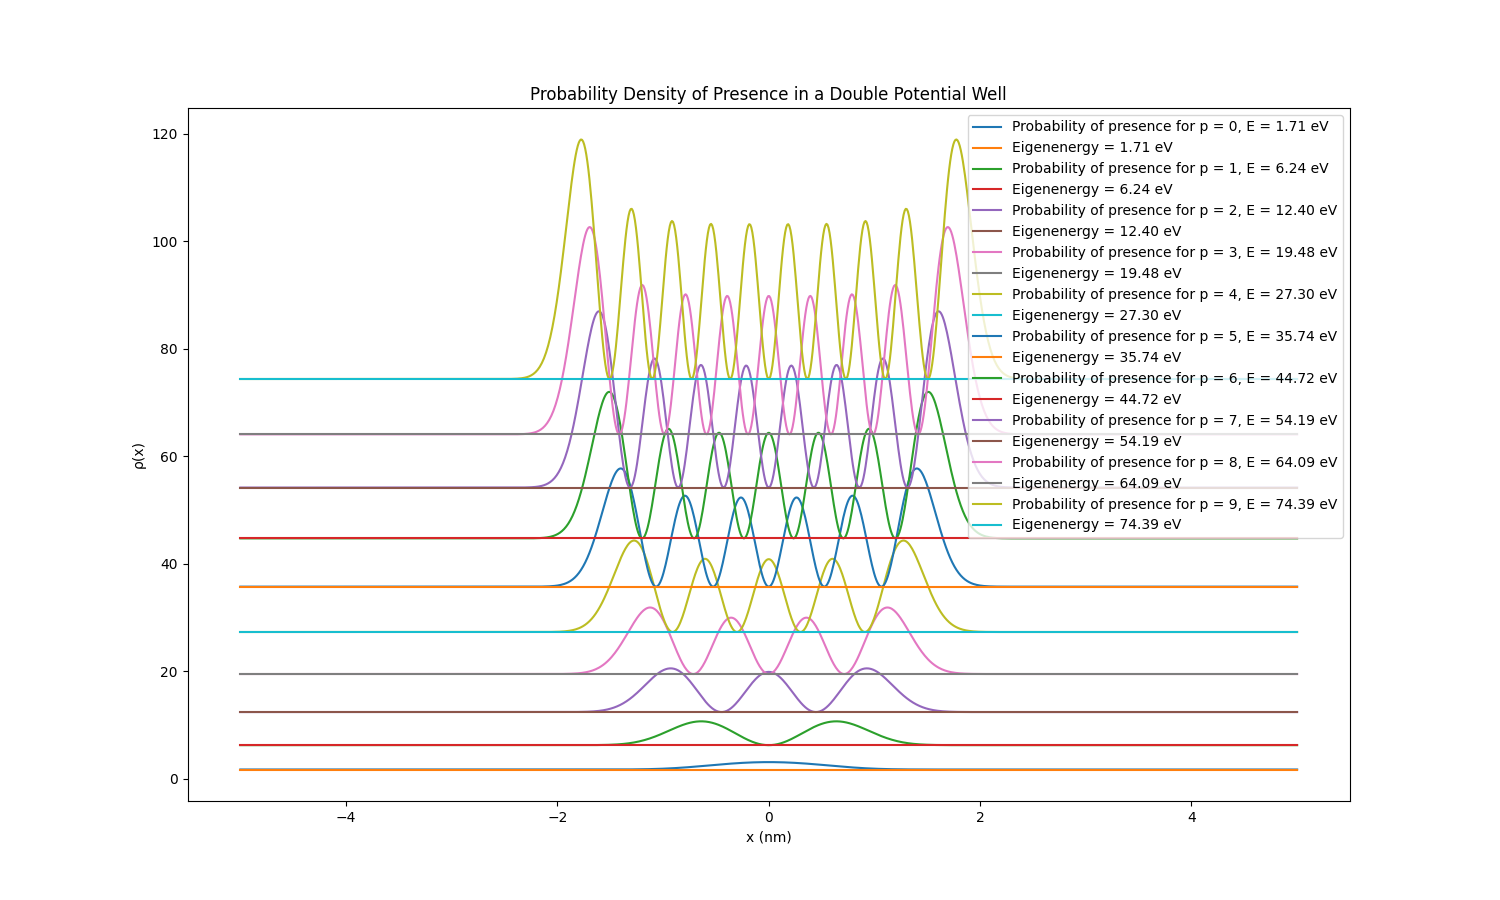 Probability Density of Presence in a Double Potential Well
120
100
80
60
40
20
0
ρ(x)
−4
−2
0
2
4
x (nm)
Probability of presence for p = 0, E = 1.71 eV
Eigenenergy = 1.71 eV
Probability of presence for p = 1, E = 6.24 eV
Eigenenergy = 6.24 eV
Probability of presence for p = 2, E = 12.40 eV
Eigenenergy = 12.40 eV
Probability of presence for p = 3, E = 19.48 eV
Eigenenergy = 19.48 eV
Probability of presence for p = 4, E = 27.30 eV
Eigenenergy = 27.30 eV
Probability of presence for p = 5, E = 35.74 eV
Eigenenergy = 35.74 eV
Probability of presence for p = 6, E = 44.72 eV
Eigenenergy = 44.72 eV
Probability of presence for p = 7, E = 54.19 eV
Eigenenergy = 54.19 eV
Probability of presence for p = 8, E = 64.09 eV
Eigenenergy = 64.09 eV
Probability of presence for p = 9, E = 74.39 eV
Eigenenergy = 74.39 eV